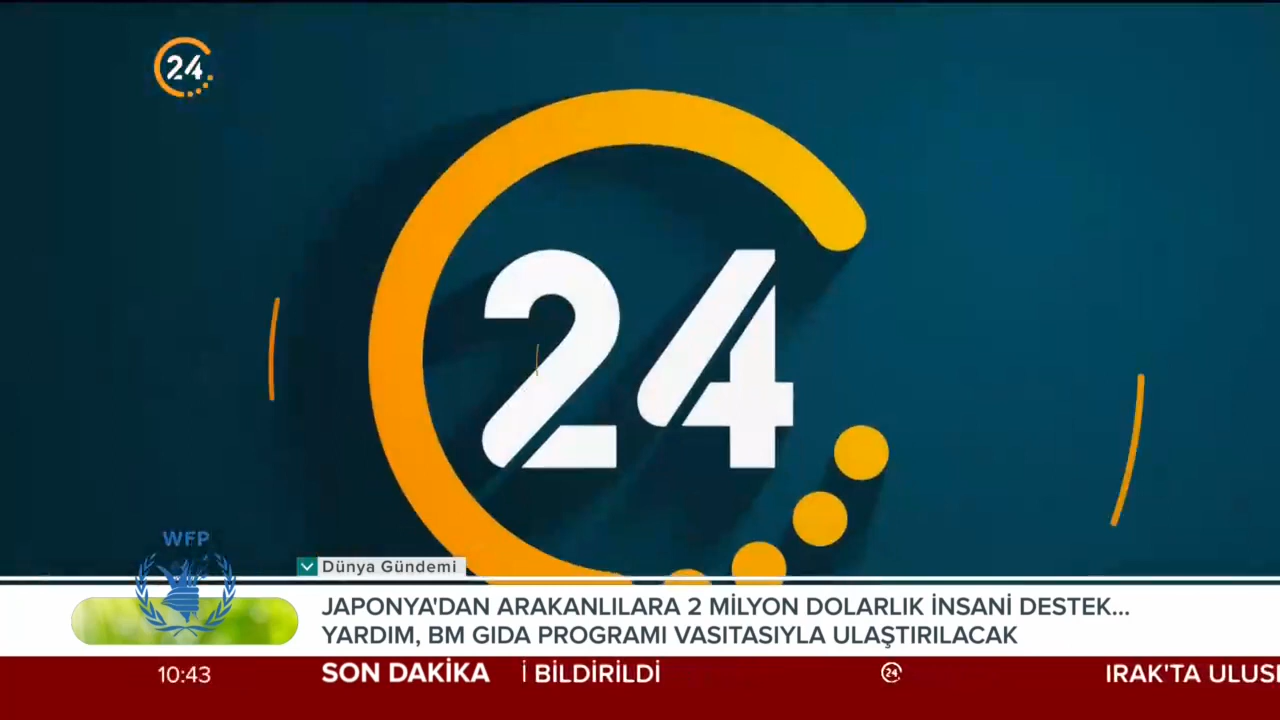 24
24
WFP
Dünya Gündemi
JAPONYA'DAN ARAKANLILARA 2 MİLYON DOLARLIK İNSANİ DESTEK...
YARDIM, BM GIDA PROGRAMI VASITASIYLA ULAŞTIRILACAK
10:43 SON DAKİKA İ BİLDİRİLDİ 24 IRAK'TA